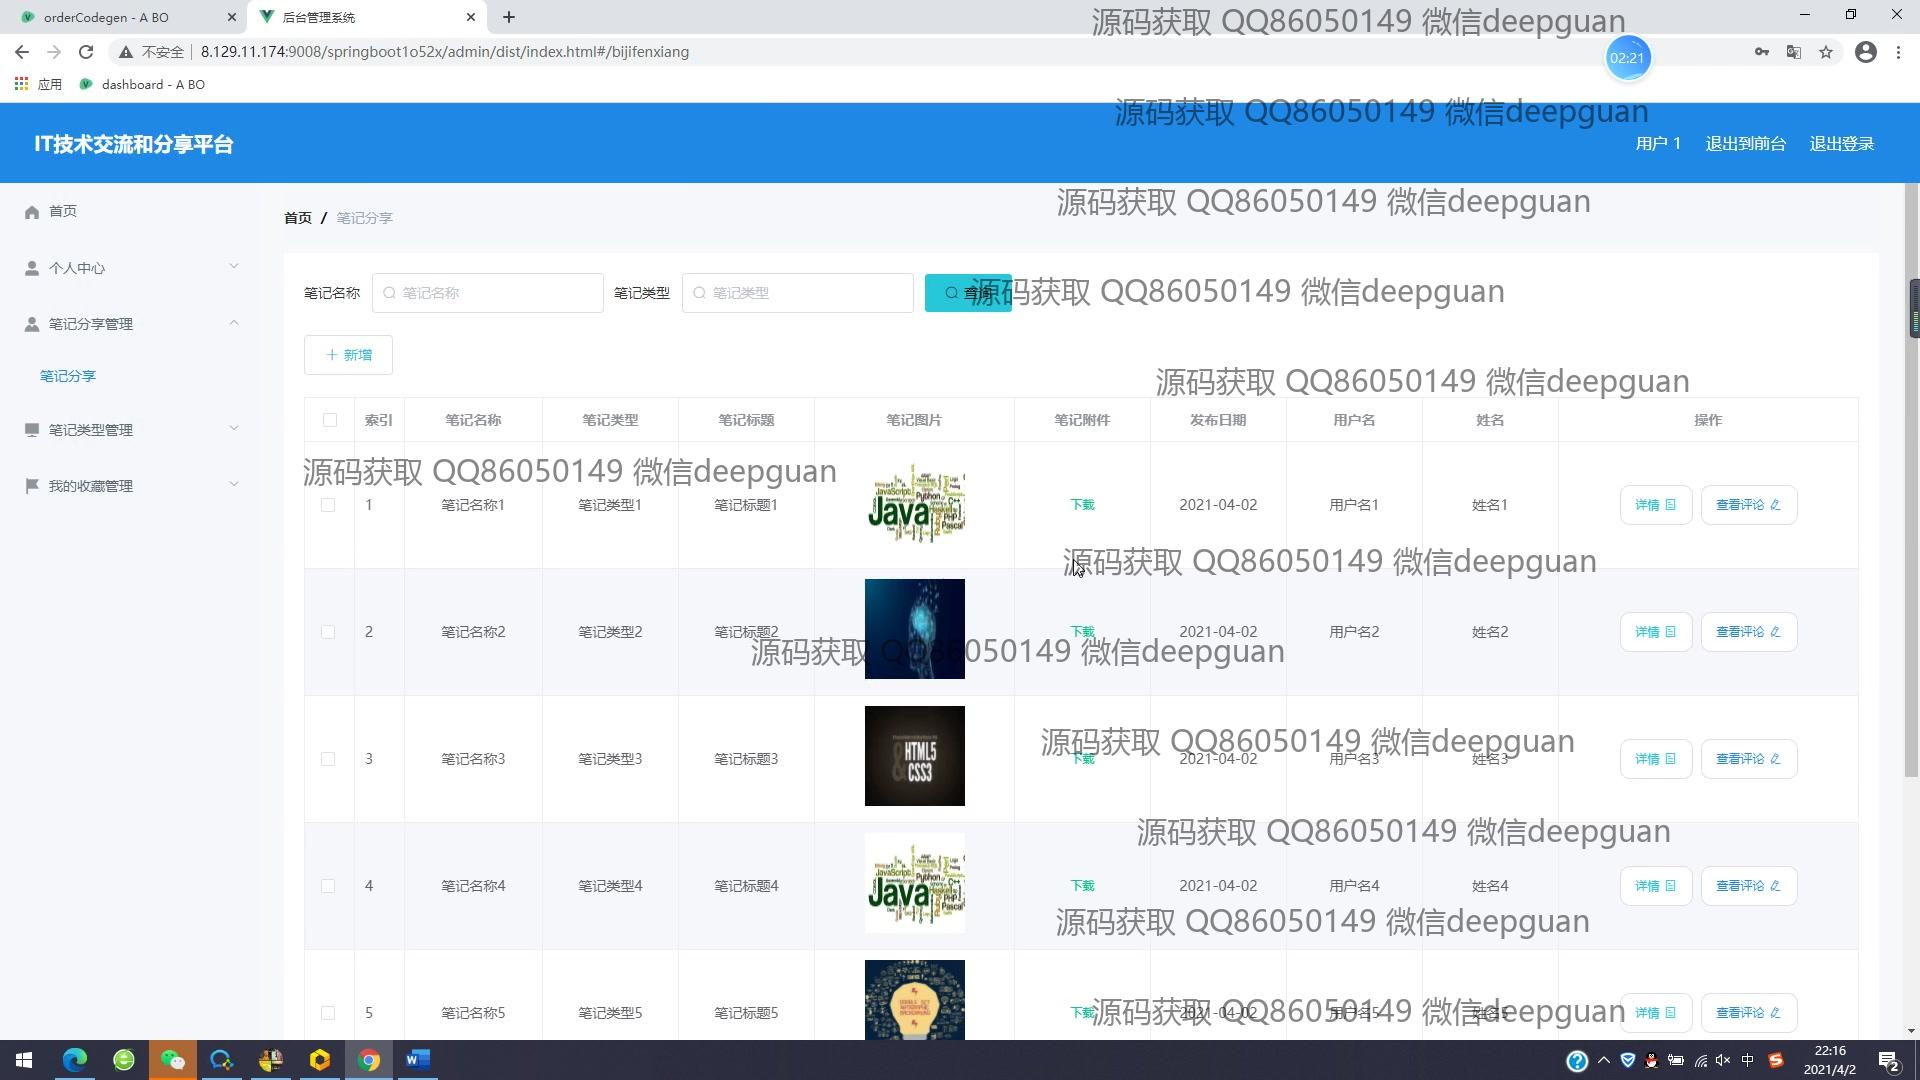 orderCodegen - A BO
后台管理系统
源码获取 QQ86050149 微信deepguan
不安全
8.129.11.174:9008/springboot1o52x/admin/dist/index.html#/bijifenxiang
02:21
应用
dashboard - A BO
源码获取 QQ86050149 微信deepguan
IT技术交流和分享平台
用户 1 退出到前台 退出登录
源码获取 QQ86050149 微信deepguan
首页
首页 / 笔记分享
个人中心
笔记名称 笔记名称 笔记类型 笔记类型 查询
源码获取 QQ86050149 微信deepguan
笔记分享管理
新增
笔记分享
源码获取 QQ86050149 微信deepguan
索引 笔记名称 笔记类型 笔记标题 笔记图片 笔记附件 发布日期 用户名 姓名 操作
笔记类型管理
源码获取 QQ86050149 微信deepguan
我的收藏管理
1 笔记名称1 笔记类型1 笔记标题1 下载 2021-04-02 用户名1 姓名1 详情 查看评论
JavaScript
Python
Java
C++
PHP
Pascal
源码获取 QQ86050149 微信deepguan
2 笔记名称2 笔记类型2 笔记标题2 下载 2021-04-02 用户名2 姓名2 详情 查看评论
源码获取 QQ86050149 微信deepguan
源码获取 QQ86050149 微信deepguan
3 笔记名称3 笔记类型3 笔记标题3 下载 2021-04-02 用户名3 姓名3 详情 查看评论
HTML5
& CSS3
源码获取 QQ86050149 微信deepguan
4 笔记名称4 笔记类型4 笔记标题4 下载 2021-04-02 用户名4 姓名4 详情 查看评论
JavaScript
Python
Java
C++
PHP
Pascal
源码获取 QQ86050149 微信deepguan
5 笔记名称5 笔记类型5 笔记标题5 下载 2021-04-02 用户名5 姓名5 详情 查看评论
源码获取 QQ86050149 微信deepguan
中
22:16
2021/4/2
2